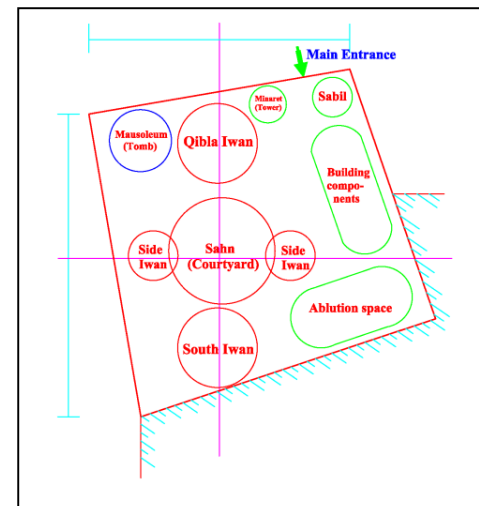 Main Entrance
Minaret
(Tower)
Sabil
Mausoleum
(Tomb)
Qibla Iwan
Building
compo-
nents
Side
Iwan
Sahn
(Courtyard)
Side
Iwan
Ablution space
South Iwan